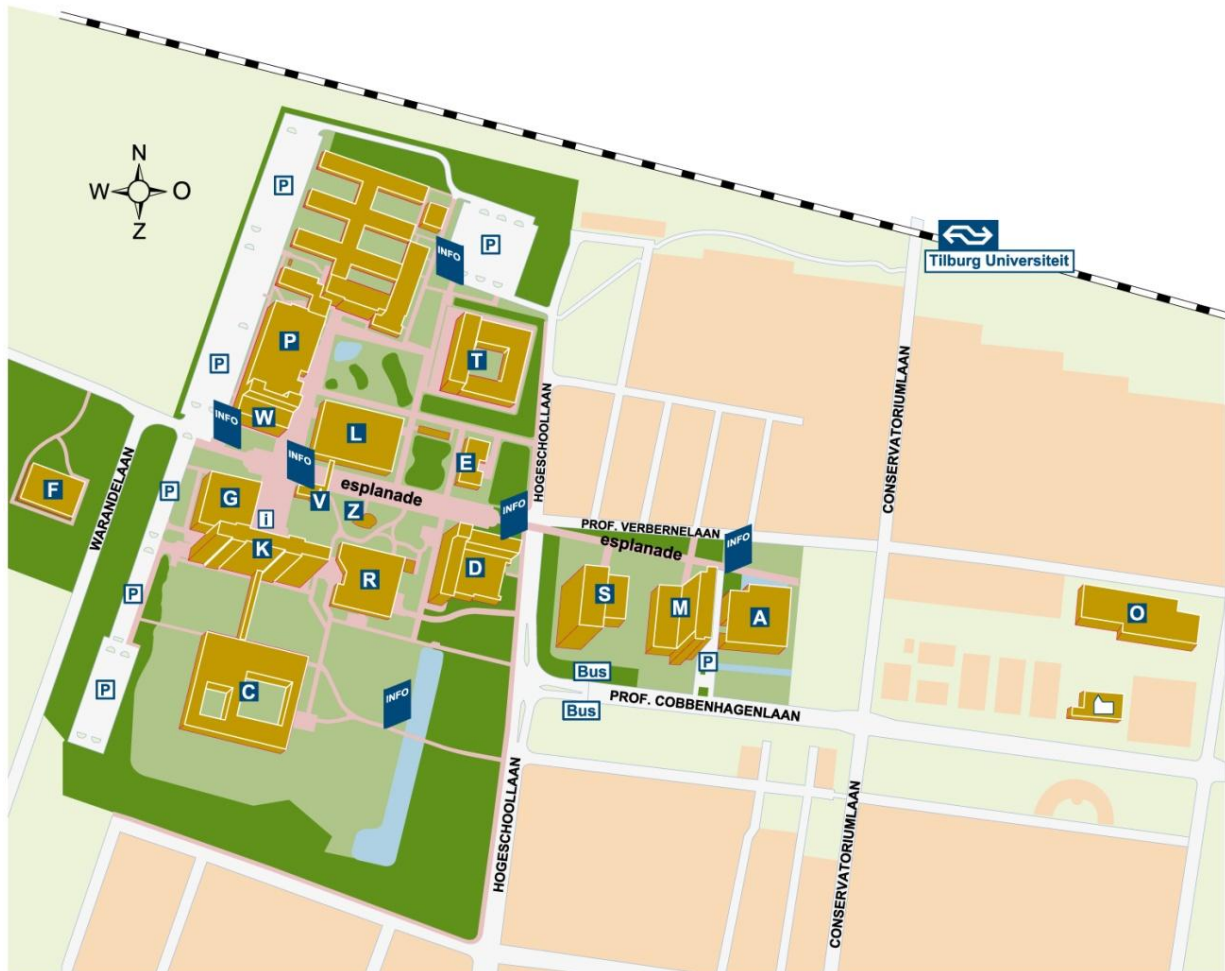 N
W O
Z
P
P
INFO
Tilburg Universiteit
P
T
P
W
INFO
L
INFO
E
F
WARANDELAAN
P
G
V
Z
esplanade
INFO
HOGESCHOOLLAAN
i
K
R
D
PROF. VERBERNELAAN
esplanade
INFO
CONSERVATORIUMLAAN
S
M
A
O
P
P
P
C
INFO
Bus
Bus
PROF. COBBENHAGENLAAN
HOGESCHOOLLAAN
CONSERVATORIUMLAAN